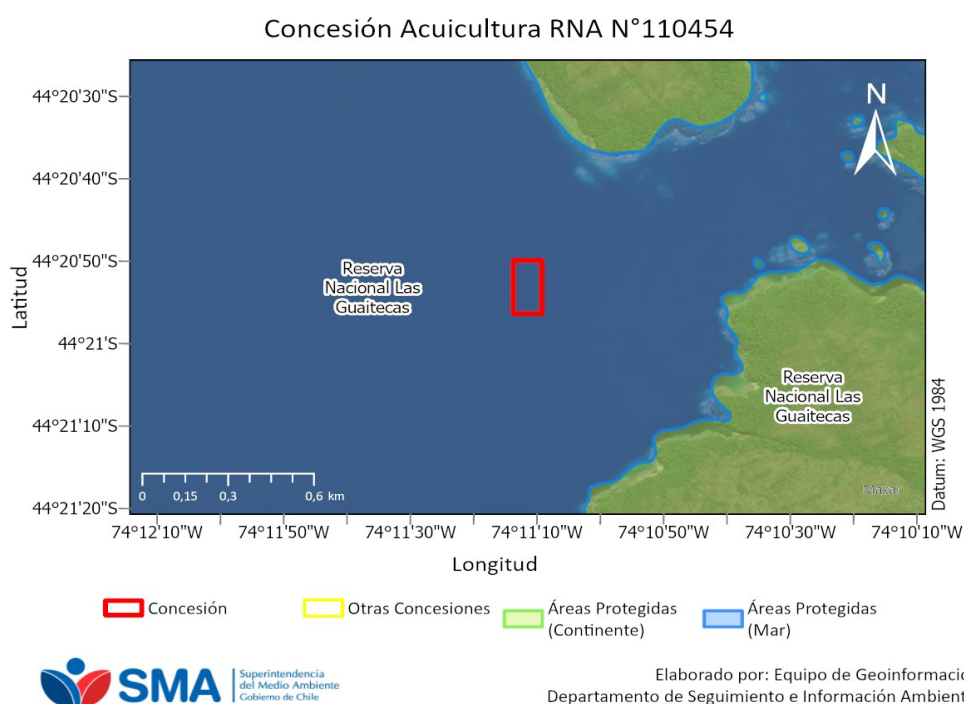 Concesión Acuicultura RNA N°110454
N
44°20'30"
44°20'40"
44°20'50"
44°21'S
44°21'10"
44°21'20"
Latitud
Reserva
Nacional Las
Guaitecas
Reserva
Nacional Las
Guaitecas
Maxar
Datum: WGS 1984
0 0,15 0,3 0,6 km
74°12'10"W 74°11'50"W 74°11'30"W 74°11'10"W 74°10'50"W 74°10'30"W 74°10'10"W
Longitud
Concesión
Otras Concesiones
Áreas Protegidas
(Continente)
Áreas Protegidas
(Mar)
SMA
Superintendencia
del Medio Ambiente
Gobierno de Chile
Elaborado por: Equipo de Geoinformació
Departamento de Seguimiento e Información Ambient